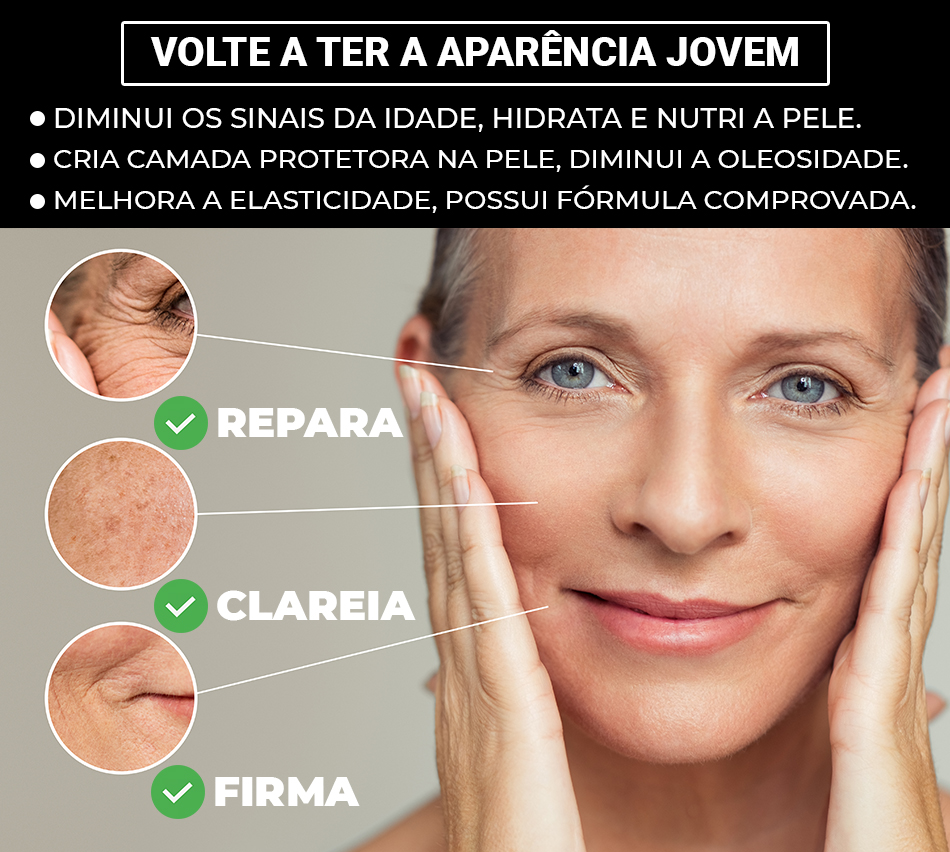 VOLTE A TER A APARÊNCIA JOVEM
● DIMINUI OS SINAIS DA IDADE, HIDRATA E NUTRI A PELE.
● CRIA CAMADA PROTETORA NA PELE, DIMINUI A OLEOSIDADE.
● MELHORA A ELASTICIDADE, POSSUI FÓRMULA COMPROVADA.
REPARA
CLAREIA
FIRMA